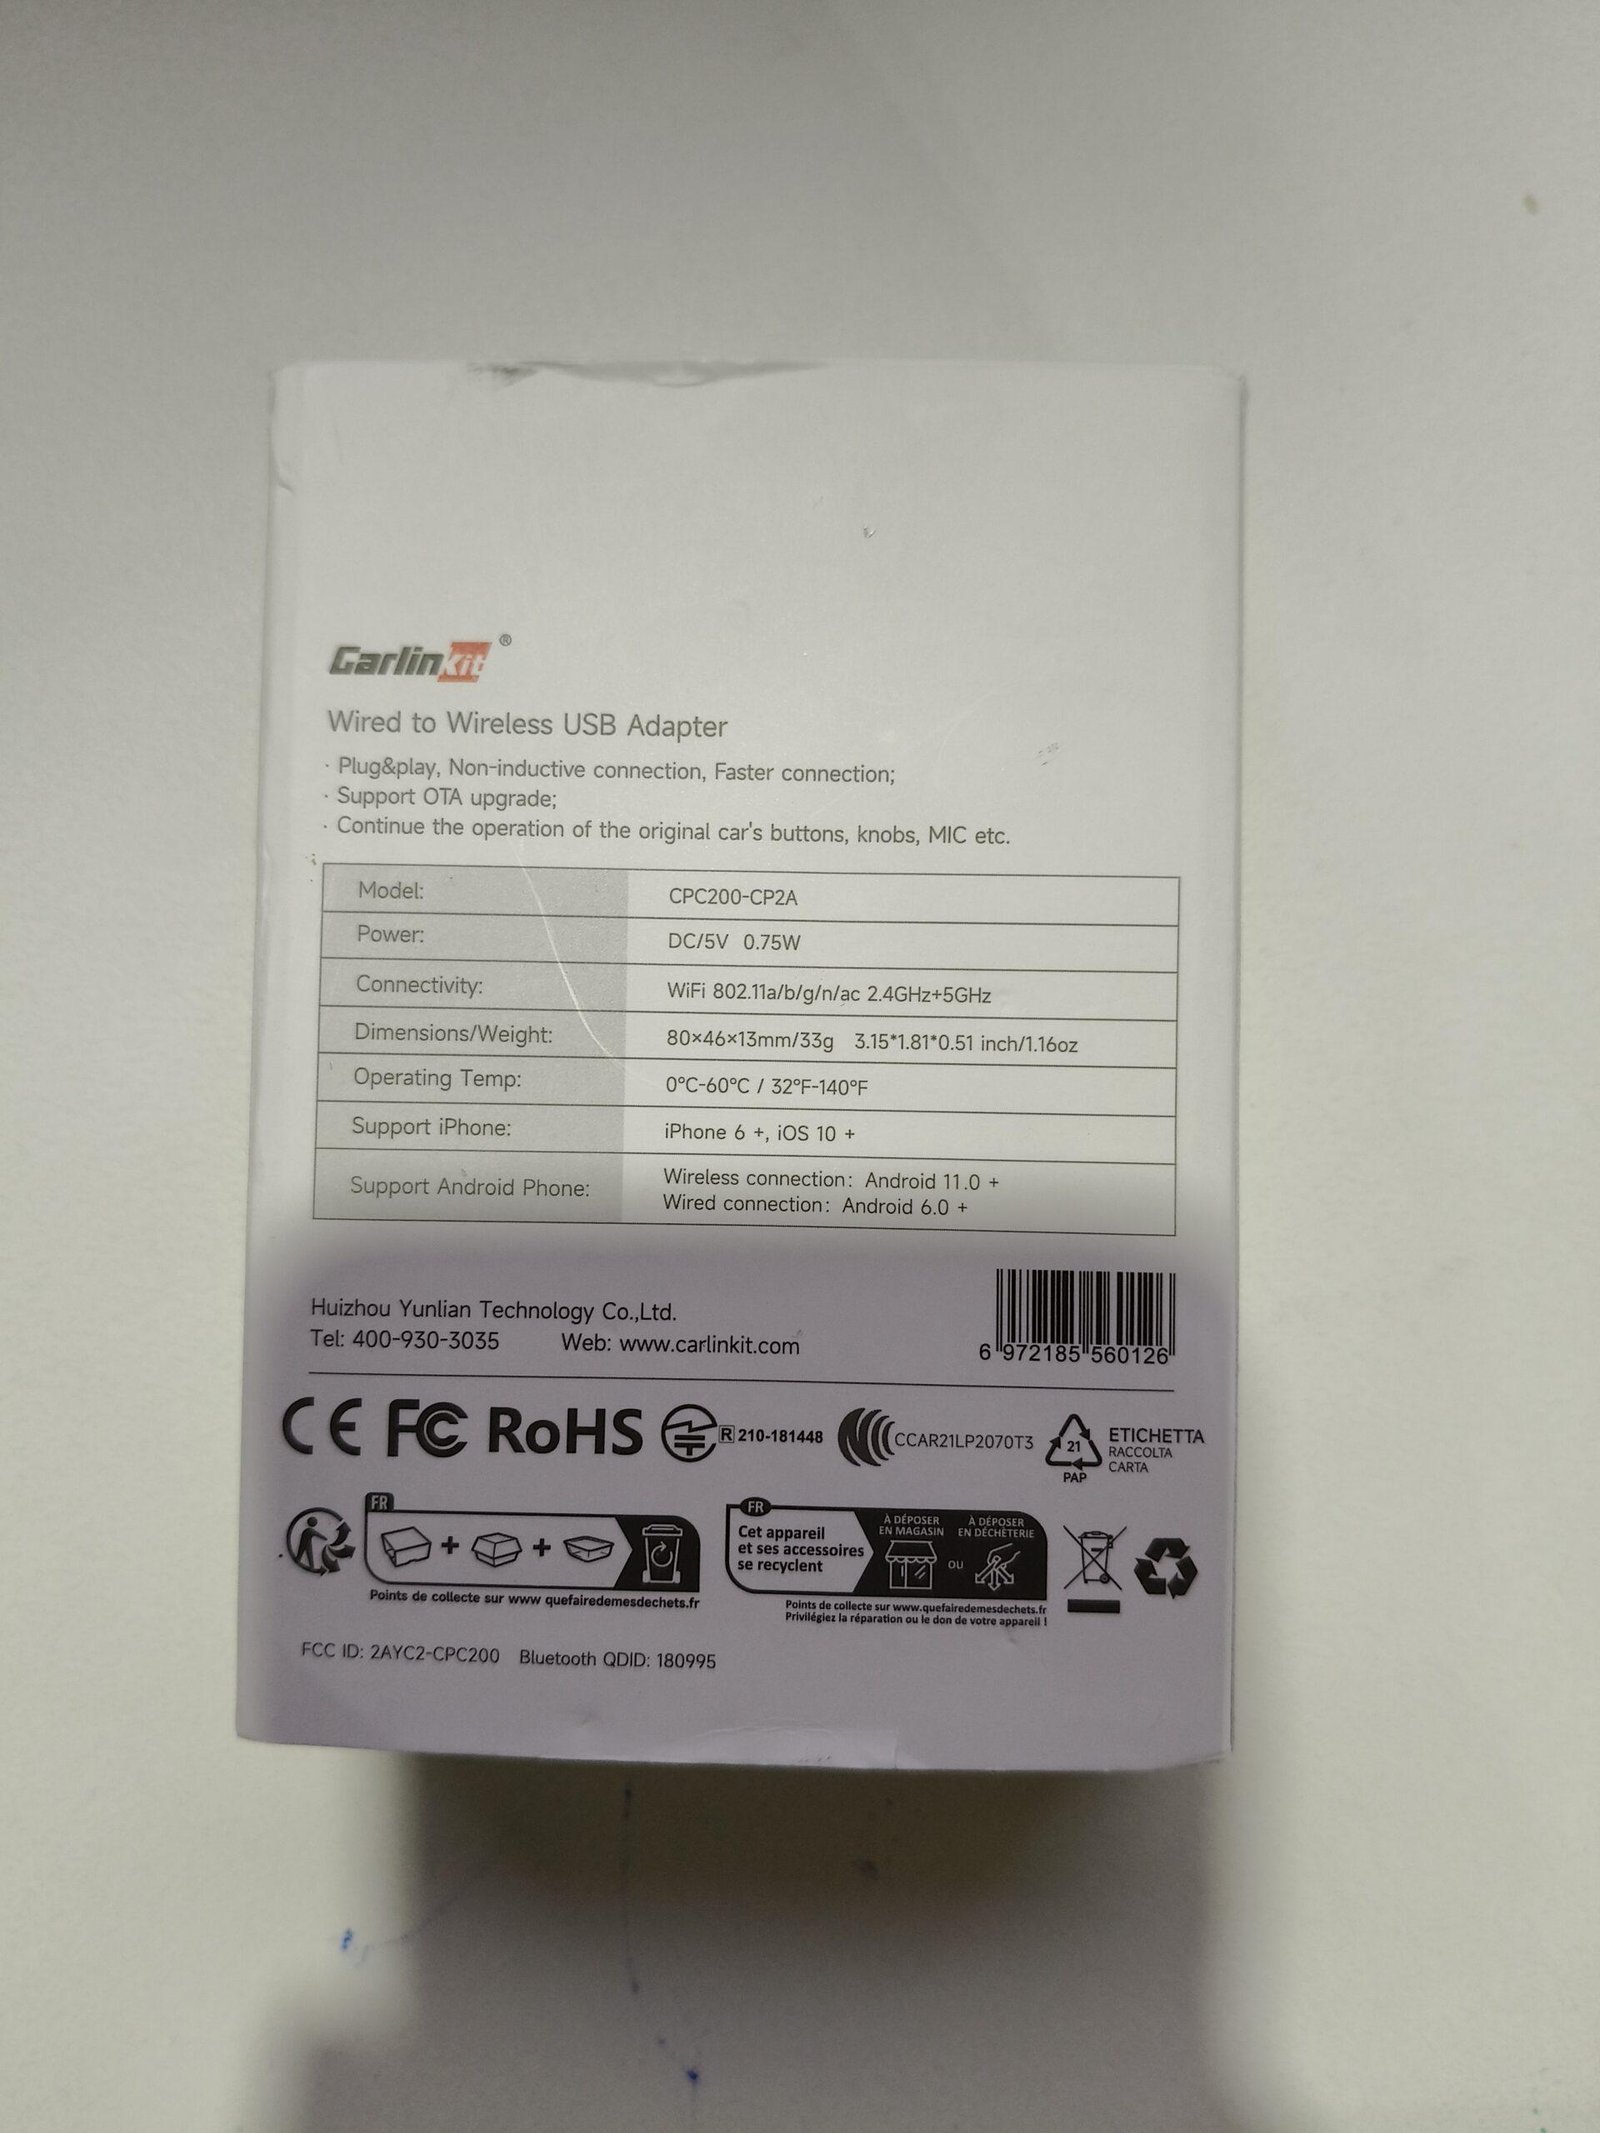 Carlinkit®
Wired to Wireless USB Adapter
· Plug&play, Non-inductive connection, Faster connection;
· Support OTA upgrade;
· Continue the operation of the original car's buttons, knobs, MIC etc.
Model: CPC200-CP2A
Power: DC/5V 0.75W
Connectivity: WiFi 802.11a/b/g/n/ac 2.4GHz+5GHz
Dimensions/Weight: 80×46×13mm/33g 3.15*1.81*0.51 inch/1.16oz
Operating Temp: 0°C-60°C / 32°F-140°F
Support iPhone: iPhone 6 +, iOS 10 +
Support Android Phone: Wireless connection: Android 11.0 +
Wired connection: Android 6.0 +
Huizhou Yunlian Technology Co.,Ltd.
Tel: 400-930-3035 Web: www.carlinkit.com
6 972185 560126
CE FC RoHS R 210-181448 CCAR21LP2070T3 21 PAP
ETICHETTA
RACCOLTA
CARTA
FR
Points de collecte sur www quefairedemesdechets.fr
FR
Cet appareil
et ses accessoires
se recyclent
À DÉPOSER
EN MAGASIN
OU
À DÉPOSER
EN DÉCHÈTERIE
Points de collecte sur www.quefairedemesdechets.fr
Privilégiez la réparation ou le don de votre appareil !
FCC ID: 2AYC2-CPC200 Bluetooth QDID: 180995